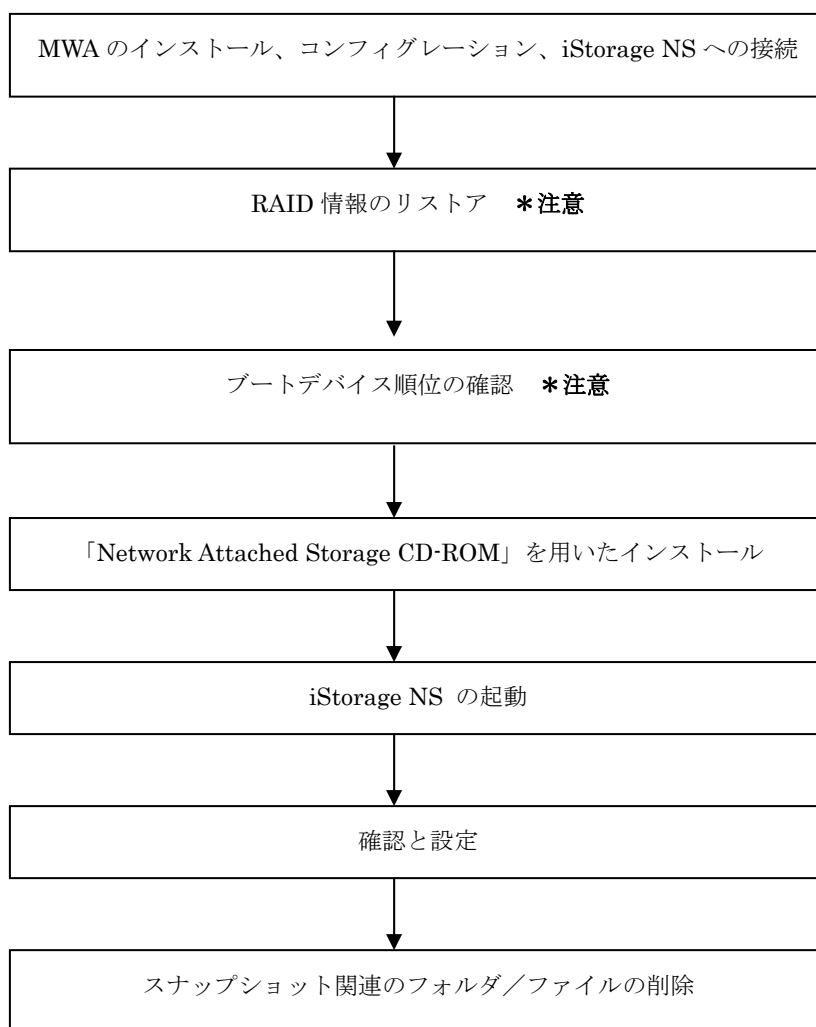 MWA のインストール、コンフィグレーション、iStorage NS への接続
RAID 情報のリストア　＊注意
ブートデバイス順位の確認　＊注意
「Network Attached Storage CD-ROM」を用いたインストール
iStorage NS の起動
確認と設定
スナップショット関連のフォルダ／ファイルの削除